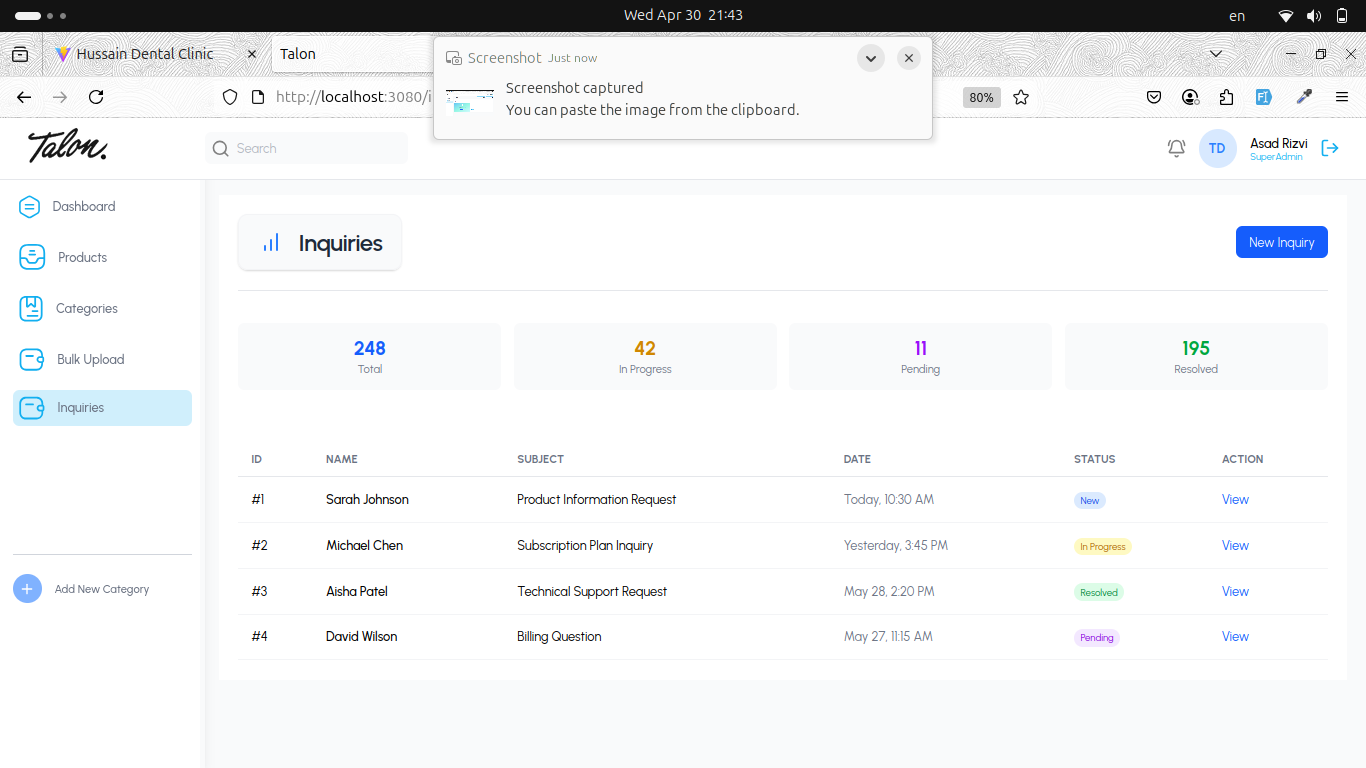 Wed Apr 30 21:43
en
Hussain Dental Clinic
Talon
Screenshot Just now
Screenshot captured
You can paste the image from the clipboard.
http://localhost:3080/i
80%
Talon.
Search
TD
Asad Rizvi
SuperAdmin
Dashboard
Products
Categories
Bulk Upload
Inquiries
Add New Category
Inquiries
New Inquiry
248
Total
42
In Progress
11
Pending
195
Resolved
ID NAME SUBJECT DATE STATUS ACTION
#1 Sarah Johnson Product Information Request Today, 10:30 AM New View
#2 Michael Chen Subscription Plan Inquiry Yesterday, 3:45 PM In Progress View
#3 Aisha Patel Technical Support Request May 28, 2:20 PM Resolved View
#4 David Wilson Billing Question May 27, 11:15 AM Pending View